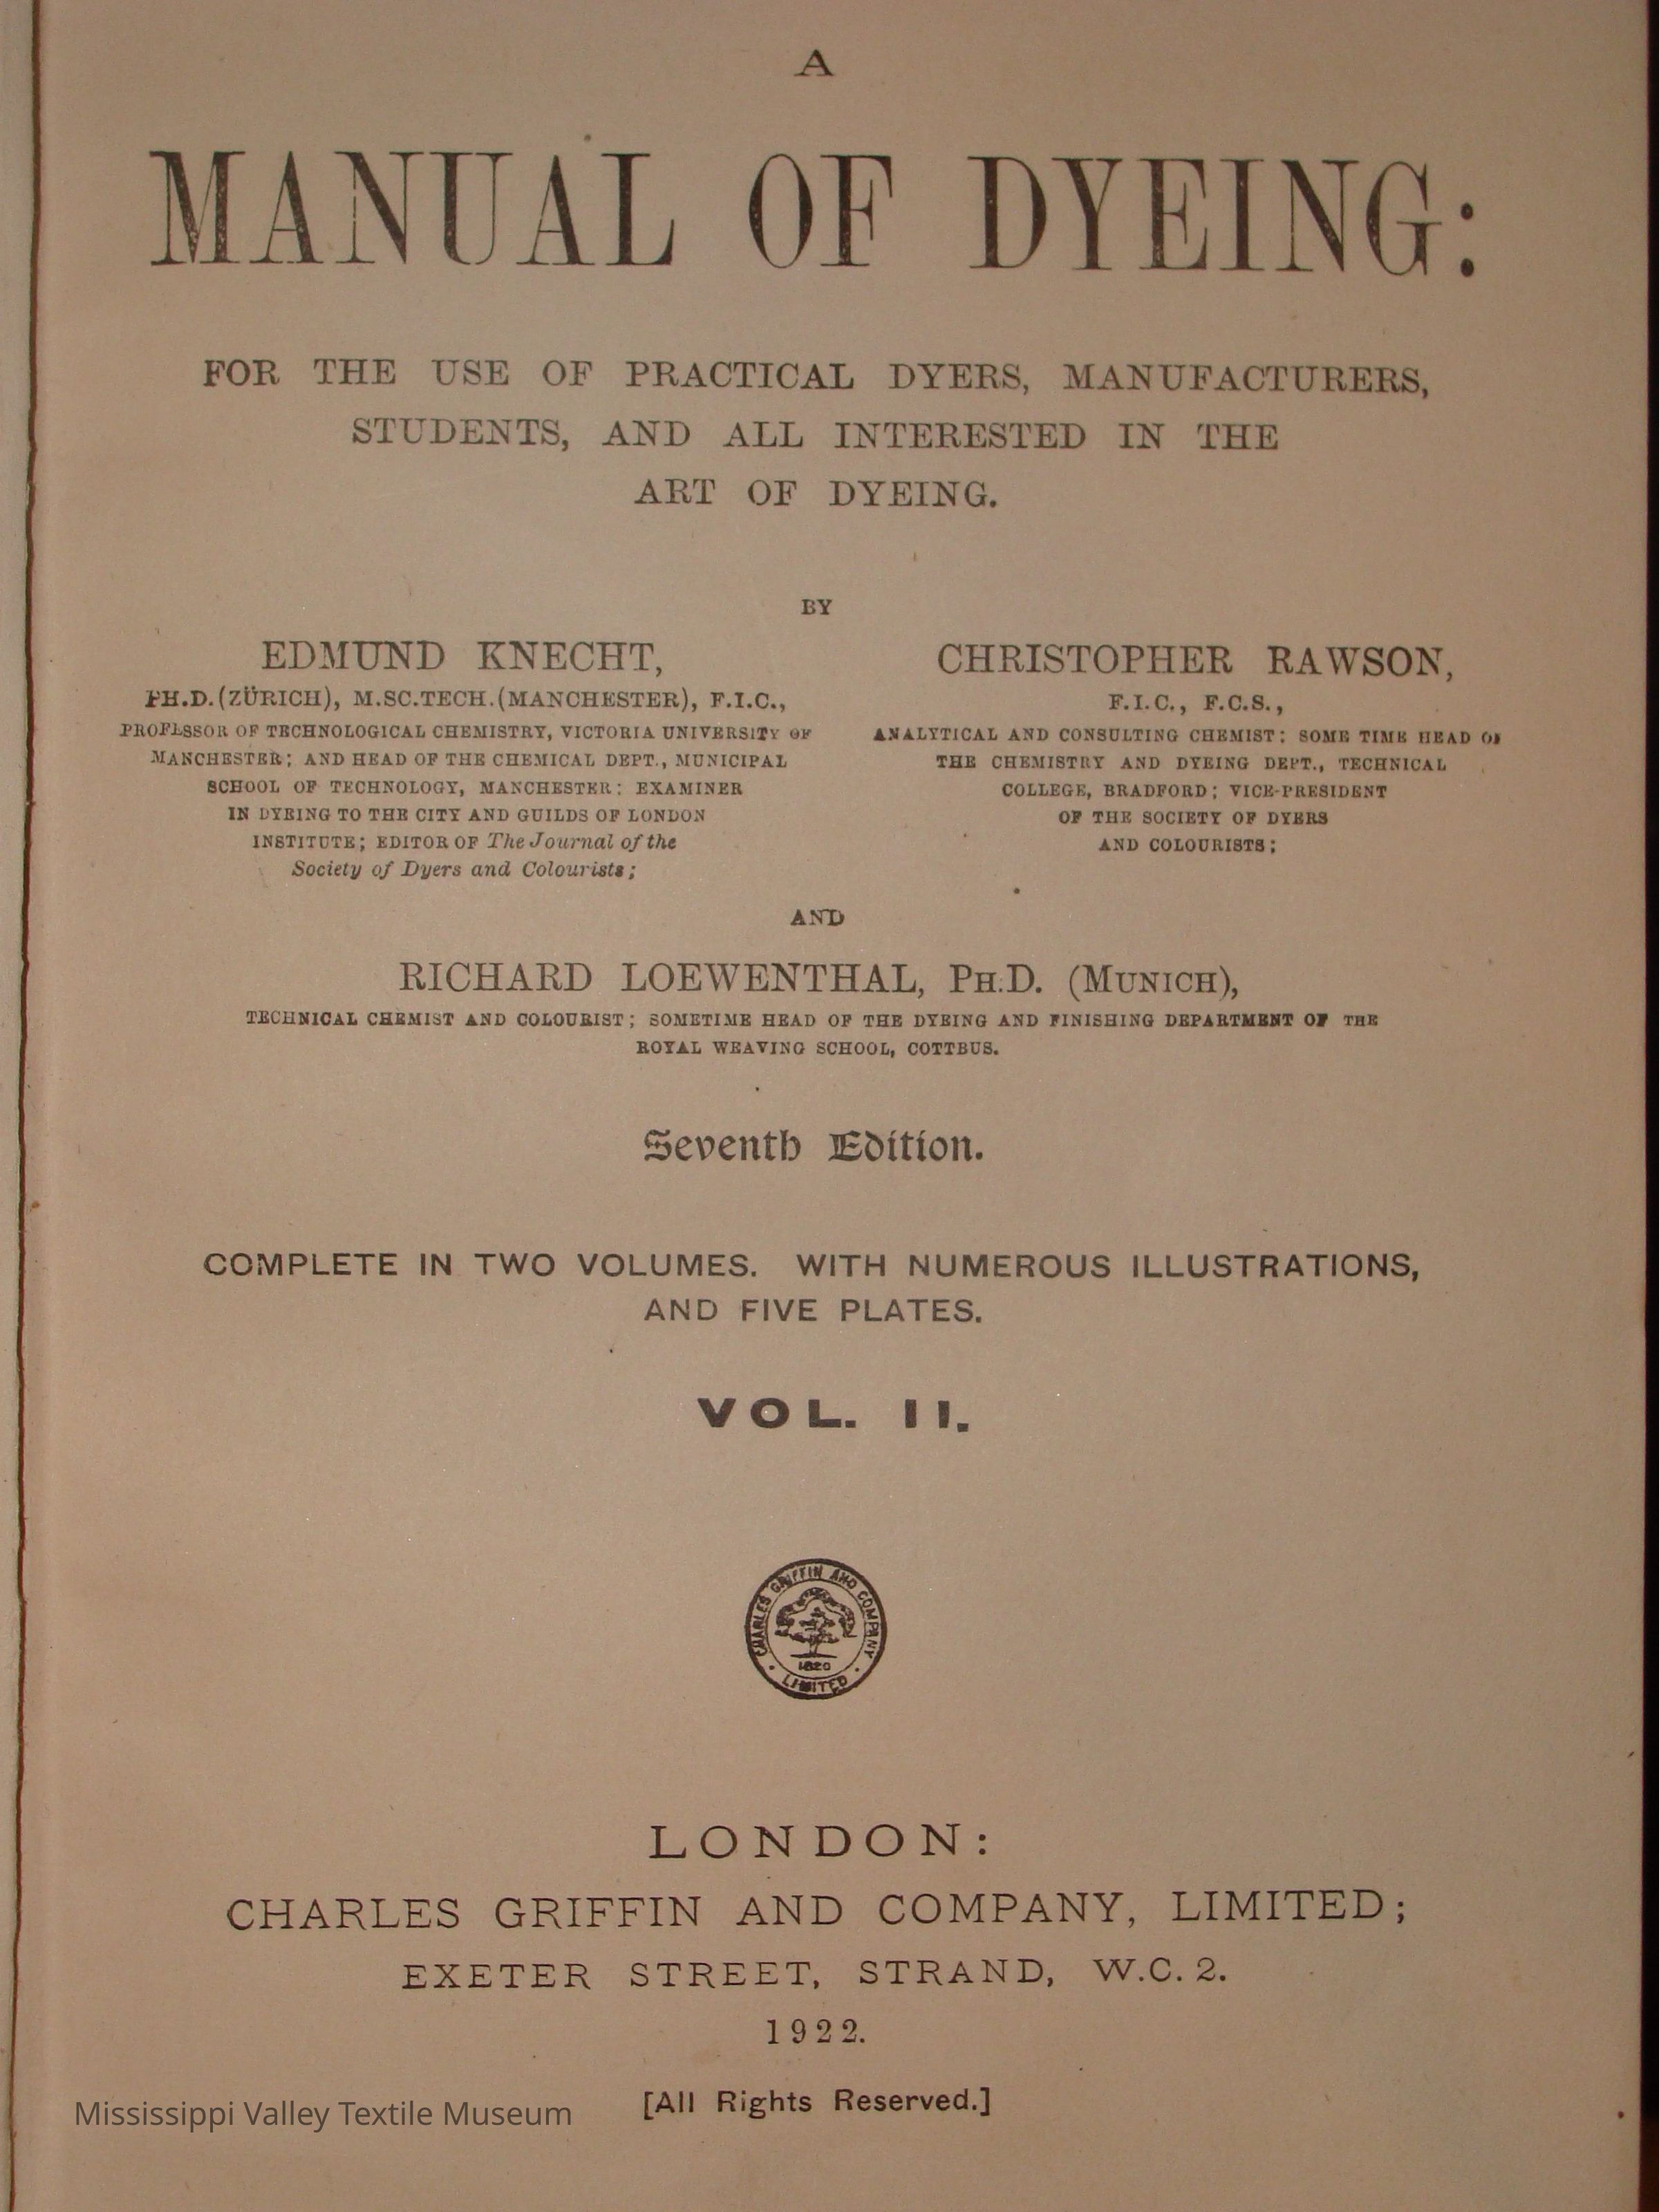 A
MANUAL OF DYEING:
FOR THE USE OF PRACTICAL DYERS, MANUFACTURERS,
STUDENTS, AND ALL INTERESTED IN THE
ART OF DYEING.
BY
EDMUND KNECHT,
PH.D.(ZÜRICH), M.SC.TECH.(MANCHESTER), F.I.C.,
PROFESSOR OF TECHNOLOGICAL CHEMISTRY, VICTORIA UNIVERSITY OF
MANCHESTER; AND HEAD OF THE CHEMICAL DEPT., MUNICIPAL
SCHOOL OF TECHNOLOGY, MANCHESTER: EXAMINER
IN DYEING TO THE CITY AND GUILDS OF LONDON
INSTITUTE; EDITOR OF The Journal of the
Society of Dyers and Colourists;
CHRISTOPHER RAWSON,
F.I.C., F.C.S.,
ANALYTICAL AND CONSULTING CHEMIST: SOME TIME HEAD OF
THE CHEMISTRY AND DYEING DEPT., TECHNICAL
COLLEGE, BRADFORD; VICE-PRESIDENT
OF THE SOCIETY OF DYERS
AND COLOURISTS;
AND
RICHARD LOEWENTHAL, PH.D. (MUNICH),
TECHNICAL CHEMIST AND COLOURIST; SOMETIME HEAD OF THE DYEING AND FINISHING DEPARTMENT OF THE
ROYAL WEAVING SCHOOL, COTTBUS.
Seventh Edition.
COMPLETE IN TWO VOLUMES. WITH NUMEROUS ILLUSTRATIONS,
AND FIVE PLATES.
VOL. II.
CHARLES GRIFFIN AND COMPANY
1820
LIMITED
LONDON:
CHARLES GRIFFIN AND COMPANY, LIMITED;
EXETER STREET, STRAND, W.C. 2.
1922.
[All Rights Reserved.]
Mississippi Valley Textile Museum